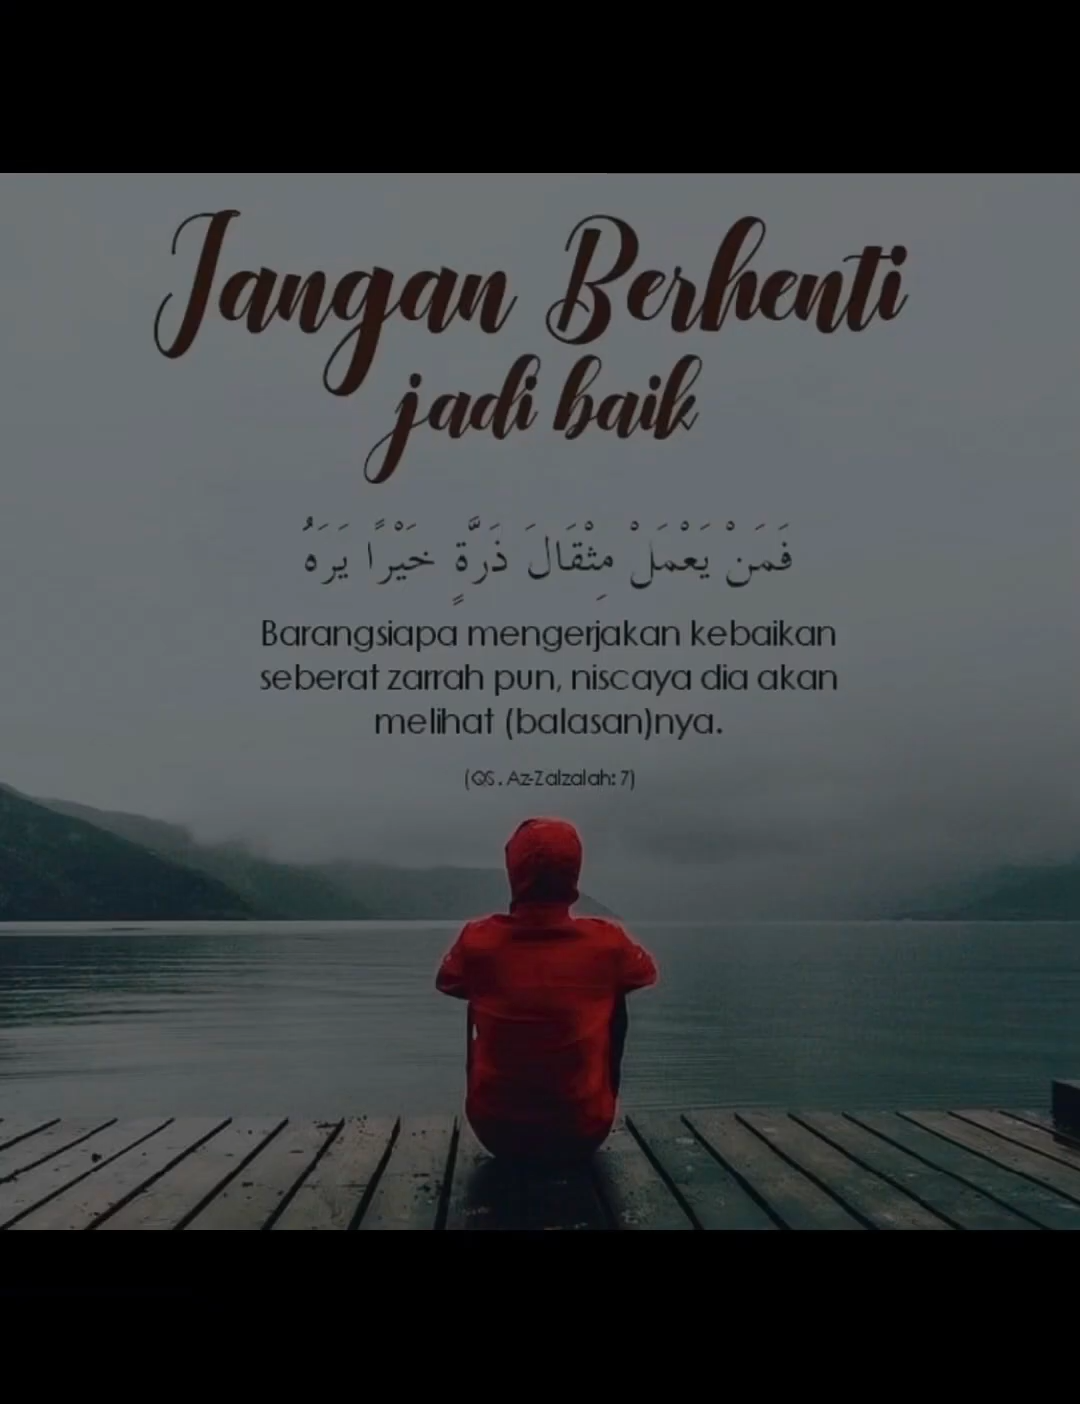 Jangan Berhenti
jadi baik
فَمَنْ يَعْمَلْ مِثْقَالَ ذَرَّةٍ خَيْرًا يَرَهُ
Barangsiapa mengerjakan kebaikan
seberat zarrah pun, niscaya dia akan
melihat (balasan)nya.
(QS. Az-Zalzalah: 7)